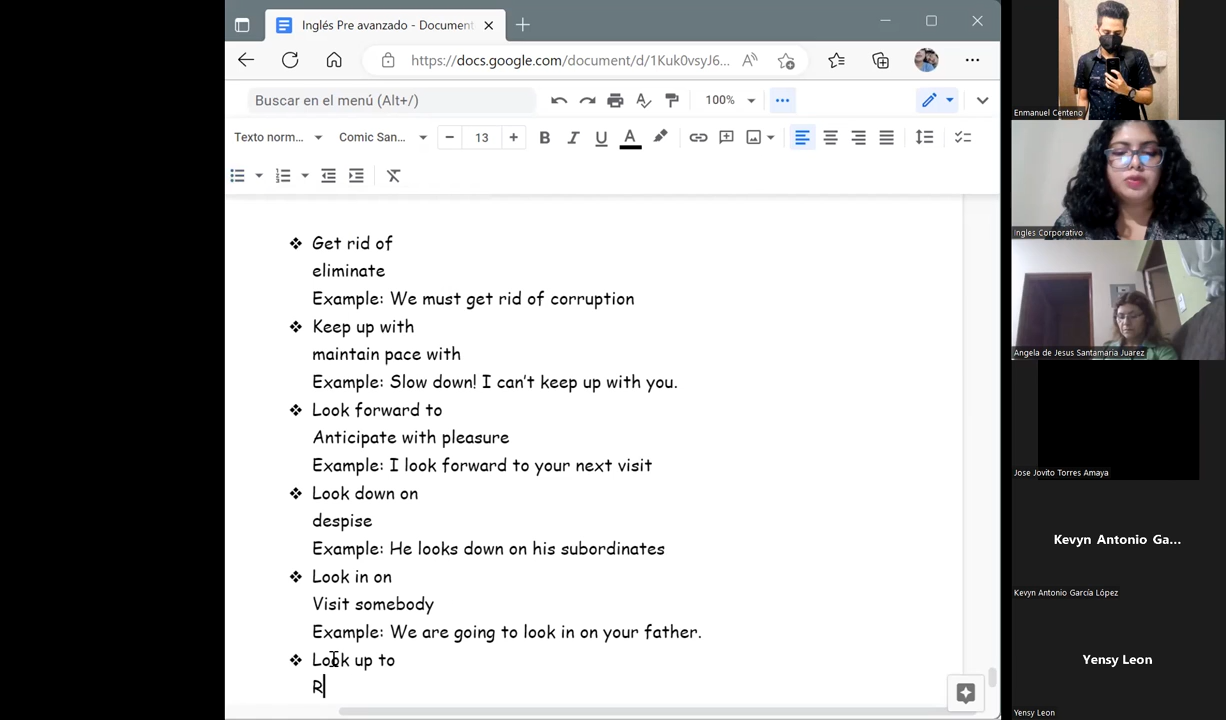 Inglés Pre avanzado - Document
https://docs.google.com/document/d/1Kuk0vsyJ6...
Buscar en el menú (Alt+/)
100%
Texto norm...
Comic San...
13
B I U A
❖ Get rid of
eliminate
Example: We must get rid of corruption
❖ Keep up with
maintain pace with
Example: Slow down! I can't keep up with you.
❖ Look forward to
Anticipate with pleasure
Example: I look forward to your next visit
❖ Look down on
despise
Example: He looks down on his subordinates
❖ Look in on
Visit somebody
Example: We are going to look in on your father.
❖ Look up to
R
Enmanuel Centeno
Ingles Corporativo
Angela de Jesus Santamaria Juarez
Jose Jovito Torres Amaya
Kevyn Antonio Ga...
Kevyn Antonio García López
Yensy Leon
Yensy Leon